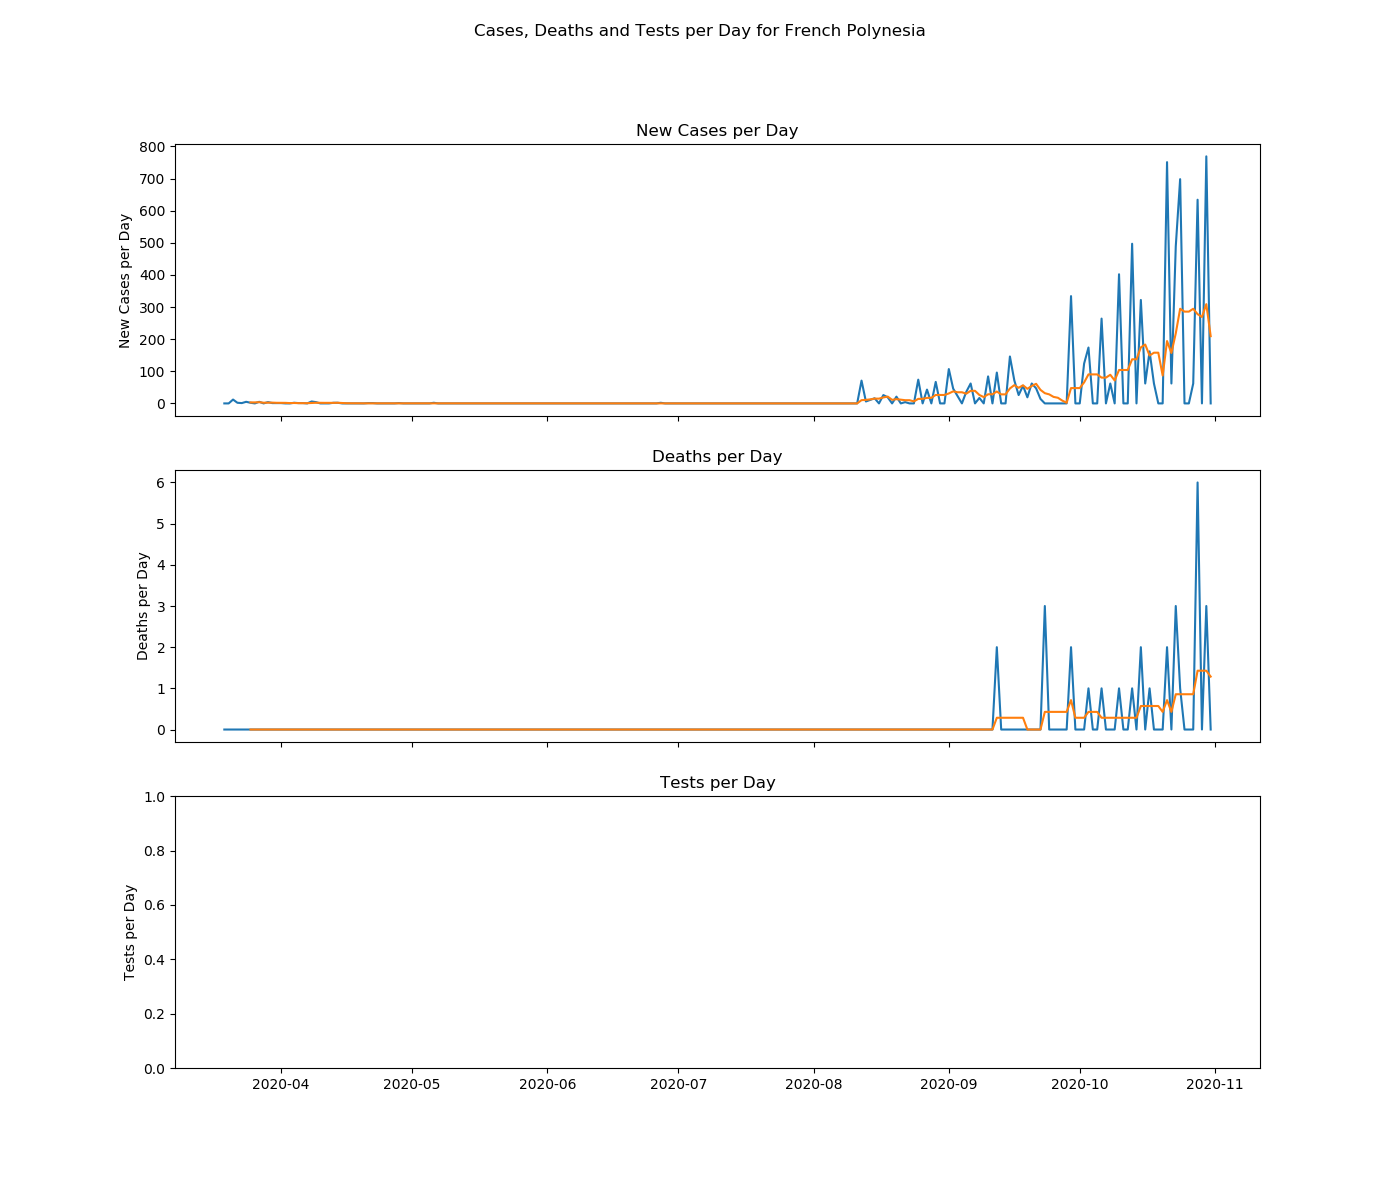 Cases, Deaths and Tests per Day for French Polynesia
New Cases per Day
New Cases per Day
800
700
600
500
400
300
200
100
0
Deaths per Day
Deaths per Day
6
5
4
3
2
1
0
Tests per Day
Tests per Day
1.0
0.8
0.6
0.4
0.2
0.0
2020-04 2020-05 2020-06 2020-07 2020-08 2020-09 2020-10 2020-11